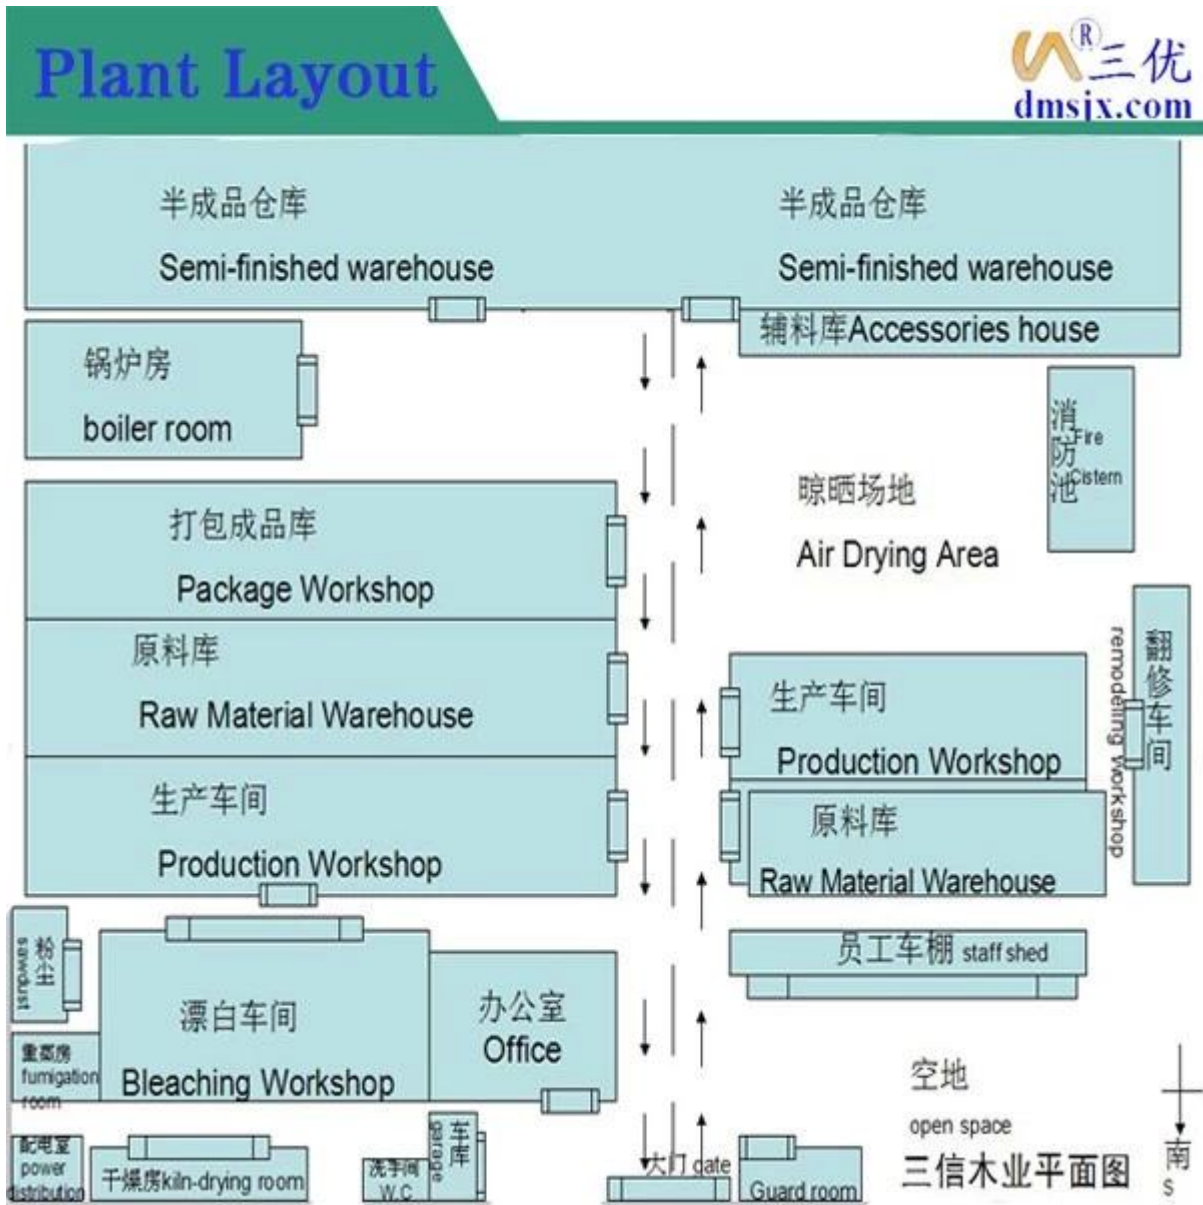 Plant Layout
R
三优
dmsjx.com
半成品仓库
Semi-finished warehouse
半成品仓库
Semi-finished warehouse
辅料库Accessories house
锅炉房
boiler room
消防池
Fire
Cistern
晾晒场地
Air Drying Area
打包成品库
Package Workshop
原料库
Raw Material Warehouse
生产车间
Production Workshop
生产车间
Production Workshop
原料库
Raw Material Warehouse
翻修车间
remodeling workshop
粉尘
sawdust
漂白车间
Bleaching Workshop
办公室
Office
员工车棚 staff shed
重蒸房
fumigation
room
空地
open space
配电室
power
distribution
干燥房kiln-drying room
洗手间
W.C
车库
garage
大门 gate
Guard room
三信木业平面图
南
S